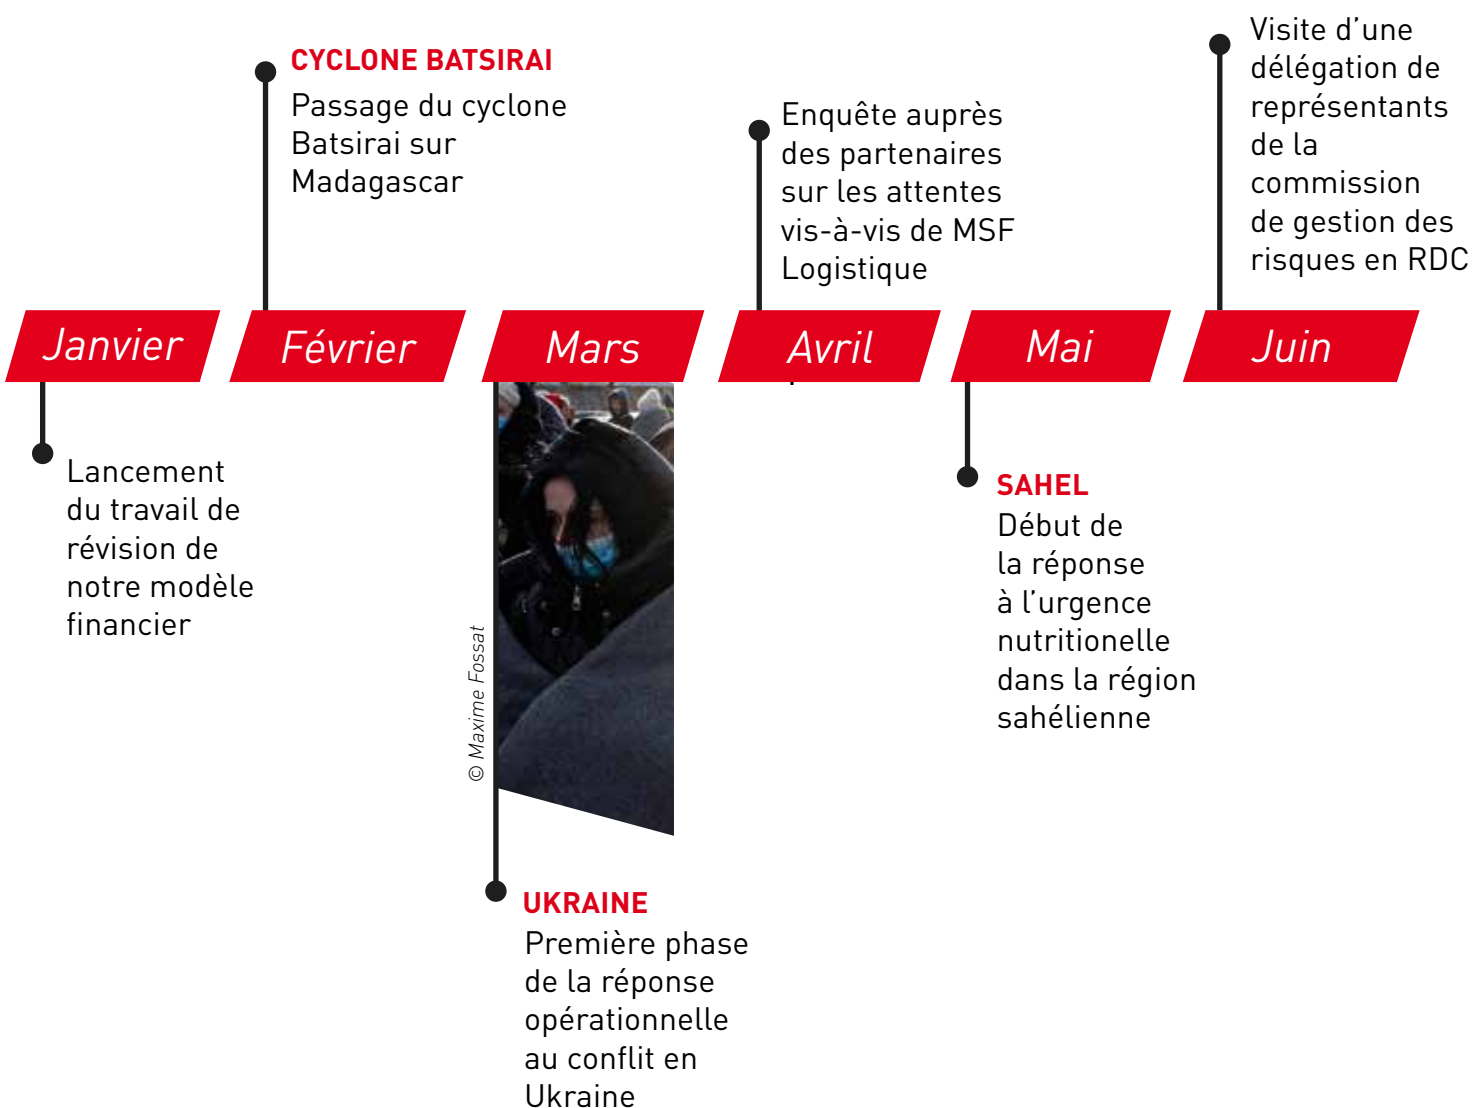 CYCLONE BATSIRAI
Passage du cyclone
Batsirai sur
Madagascar
Enquête auprès
des partenaires
sur les attentes
vis-à-vis de MSF
Logistique
Visite d’une
délégation de
représentants
de la
commission
de gestion des
risques en RDC
Janvier
Février
Mars
Avril
Mai
Juin
Lancement
du travail de
révision de
notre modèle
financier
© Maxime Fossat
UKRAINE
Première phase
de la réponse
opérationnelle
au conflit en
Ukraine
SAHEL
Début de
la réponse
à l’urgence
nutritionelle
dans la région
sahélienne